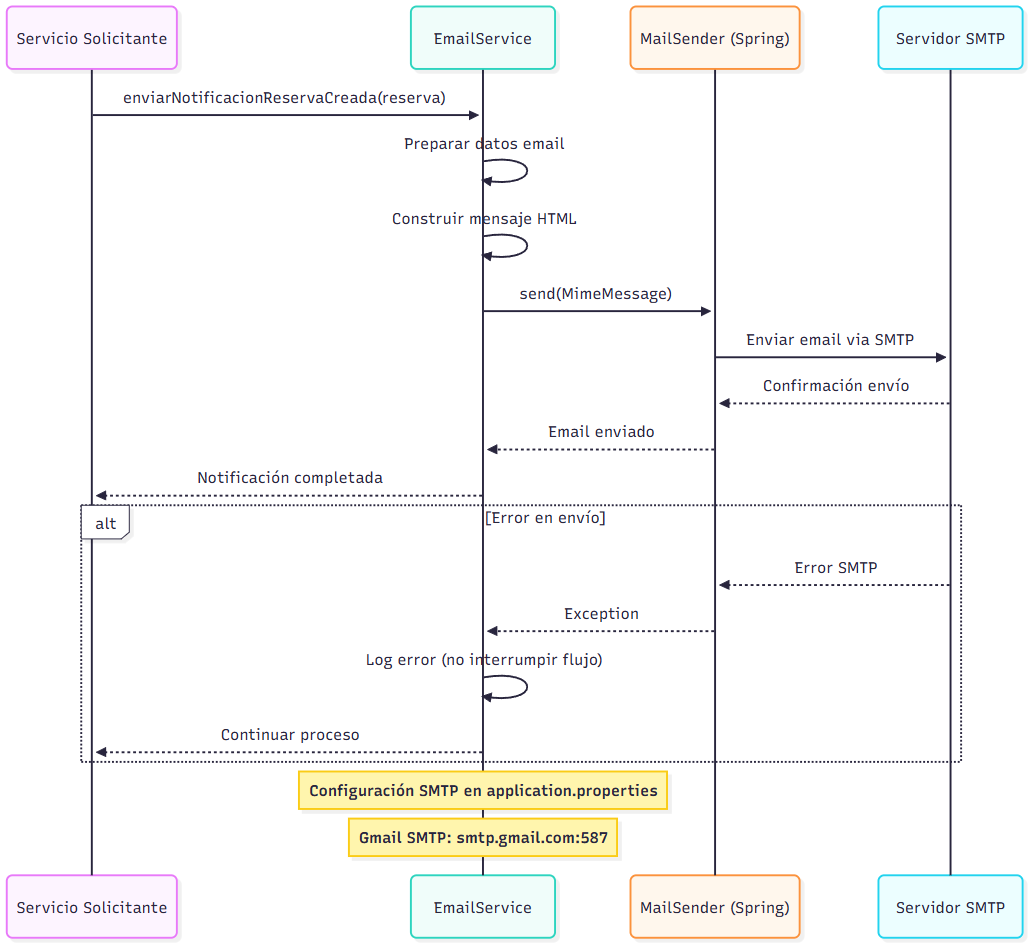 Servicio Solicitante
EmailService
MailSender (Spring)
Servidor SMTP
enviarNotificacionReservaCreada(reserva)
Preparar datos email
Construir mensaje HTML
send(MimeMessage)
Enviar email via SMTP
Confirmación envío
Email enviado
Notificación completada
alt
[Error en envío]
Error SMTP
Exception
Log error (no interrumpir flujo)
Continuar proceso
Configuración SMTP en application.properties
Gmail SMTP: smtp.gmail.com:587
Servicio Solicitante
EmailService
MailSender (Spring)
Servidor SMTP